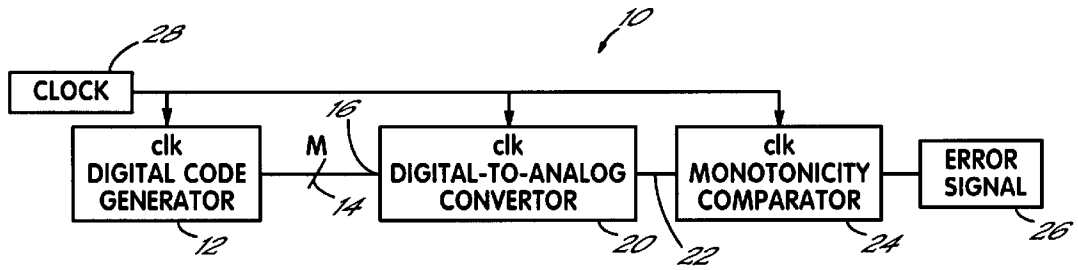 10
28
CLOCK
16
clk
DIGITAL CODE
GENERATOR
M
14
clk
DIGITAL-TO-ANALOG
CONVERTOR
clk
MONOTONICITY
COMPARATOR
ERROR
SIGNAL
12
20
22
24
26